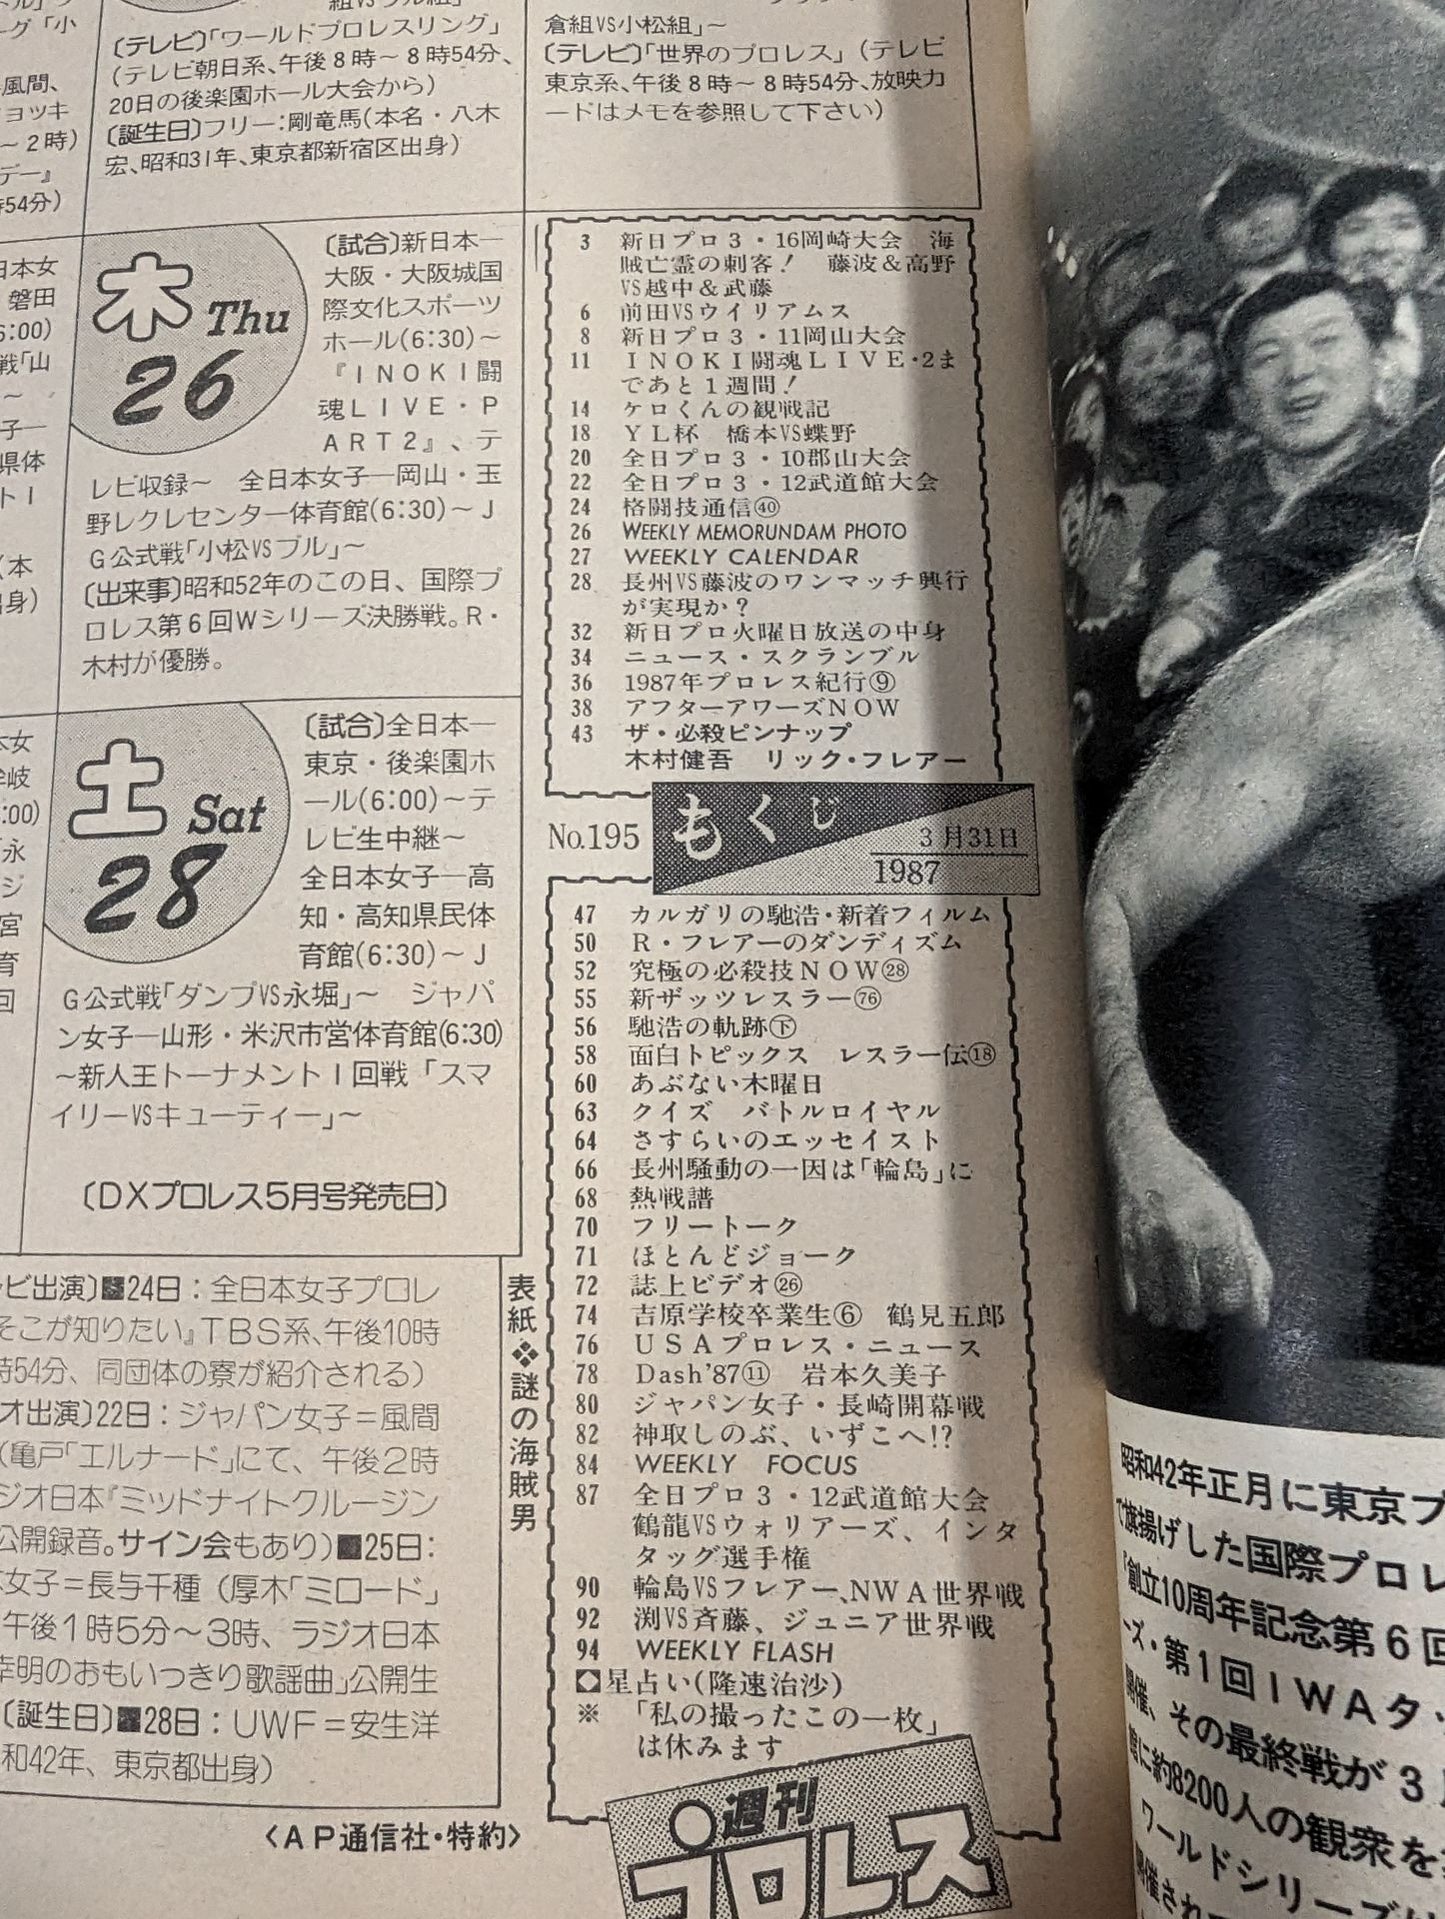 組VS小松組」～
〔テレビ〕「ワールドプロレスリング」
(テレビ朝日系、午後8時～8時54分、
20日の後楽園ホール大会から)
〔誕生日〕フリー:剛竜馬(本名・八木
宏、昭和31年、東京都新宿区出身)
倉組VS小松組」～
〔テレビ〕「世界のプロレス」(テレビ
東京系、午後8時～8時54分、放映カ
ードはメモを参照して下さい)
風間、
ョッキ
～2時)
デー』
54分)
木 Thu
26
〔試合〕新日本―
大阪・大阪城国
際文化スポーツ
ホール(6:30)～
『INOKI闘
魂LIVE・P
ART2』、テ
レビ収録～ 全日本女子―岡山・玉
野レクレセンター体育館(6:30)～J
G公式戦「小松VSブル」～
〔出来事〕昭和52年のこの日、国際プ
ロレス第6回Wシリーズ決勝戦。R・
木村が優勝。
土 Sat
28
〔試合〕全日本―
東京・後楽園ホ
ール(6:00)～テ
レビ生中継～
全日本女子―高
知・高知県民体
育館(6:30)～J
G公式戦「ダンプVS永堀」～ ジャパ
ン女子―山形・米沢市営体育館(6:30)
～新人王トーナメント1回戦「スマ
イリーVSキューティー」～
〔DXプロレス5月号発売日〕
ビ出演〕■24日:全日本女子プロレ
そこが知りたい』TBS系、午後10時
時54分、同団体の寮が紹介される)
オ出演〕22日:ジャパン女子=風間
(亀戸「エルナード」にて、午後2時
ジオ日本『ミッドナイトクルージン
公開録音。サイン会もあり)■25日:
女子=長与千種(厚木「ミロード」
午後1時5分～3時、ラジオ日本
幸明のおもいっきり歌謡曲」公開生
〔誕生日〕■28日:UWF=安生洋
和42年、東京都出身)
〈AP通信社・特約〉
表紙❖謎の海賊男
3 新日プロ3・16岡崎大会 海
賊亡霊の刺客! 藤波&高野
VS越中&武藤
6 前田VSウイリアムス
8 新日プロ3・11岡山大会
11 INOKI闘魂LIVE・2ま
であと1週間!
14 ケロくんの観戦記
18 YL杯 橋本VS蝶野
20 全日プロ3・10郡山大会
22 全日プロ3・12武道館大会
24 格闘技通信㊵
26 WEEKLY MEMORUNDAM PHOTO
27 WEEKLY CALENDAR
28 長州VS藤波のワンマッチ興行
が実現か?
32 新日プロ火曜日放送の中身
34 ニュース・スクランブル
36 1987年プロレス紀行⑨
38 アフターアワーズNOW
43 ザ・必殺ピンナップ
木村健吾 リック・フレアー
No.195 もくじ 3月31日
1987
47 カルガリの馳浩・新着フィルム
50 R・フレアーのダンディズム
52 究極の必殺技NOW㉘
55 新ザッツレスラー(76)
56 馳浩の軌跡㊦
58 面白トピックス レスラー伝⑱
60 あぶない木曜日
63 クイズ バトルロイヤル
64 さすらいのエッセイスト
66 長州騒動の一因は「輪島」に
68 熱戦譜
70 フリートーク
71 ほとんどジョーク
72 誌上ビデオ㉖
74 吉原学校卒業生⑥ 鶴見五郎
76 USAプロレス・ニュース
78 Dash'87⑪ 岩本久美子
80 ジャパン女子・長崎開幕戦
82 神取しのぶ、いずこへ!?
84 WEEKLY FOCUS
87 全日プロ3・12武道館大会
鶴龍VSウォリアーズ、インタ
タッグ選手権
90 輪島VSフレアー、NWA世界戦
92 渕VS斉藤、ジュニア世界戦
94 WEEKLY FLASH
◘星占い(隆速治沙)
※ 「私の撮ったこの一枚」
は休みます
週刊
プロレス
昭和42年正月に東京プ
て旗揚げした国際プロレ
「創立10周年記念第6回
ーズ・第1回IWAタッ
開催、その最終戦が3
館に約8200人の観衆を
ワールドシリーズ
開催され